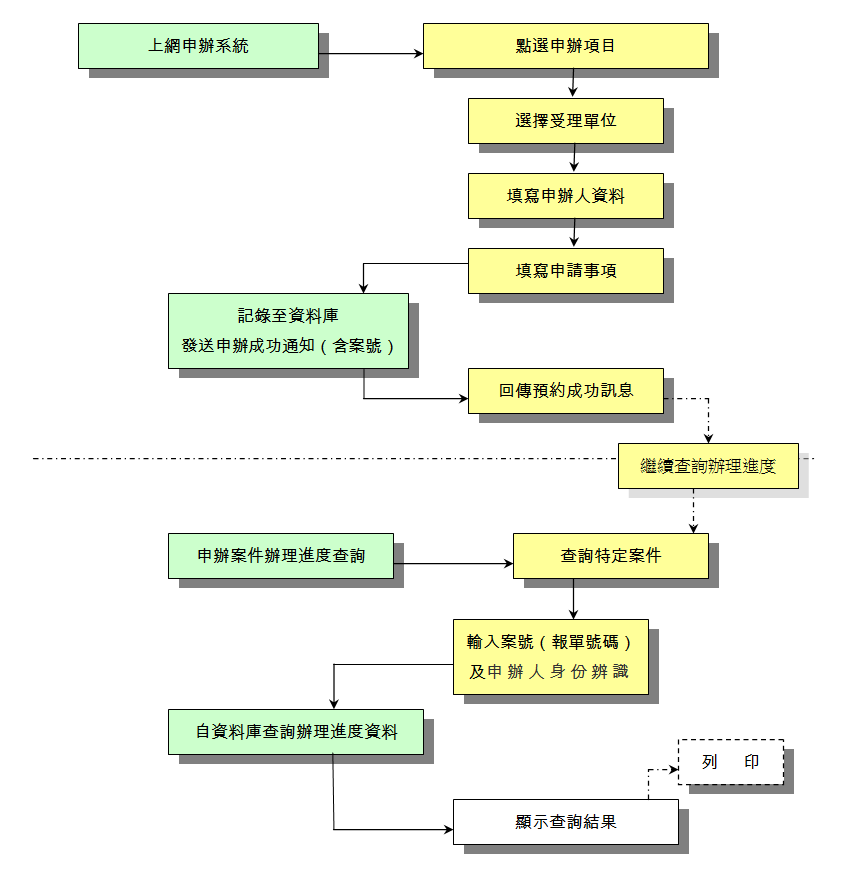 上網申辦系統
點選申辦項目
選擇受理單位
填寫申辦人資料
填寫申請事項
記錄至資料庫
發送申辦成功通知（含案號）
回傳預約成功訊息
繼續查詢辦理進度
申辦案件辦理進度查詢
查詢特定案件
輸入案號（報單號碼）
及申辦人身份辨識
自資料庫查詢辦理進度資料
列　印
顯示查詢結果